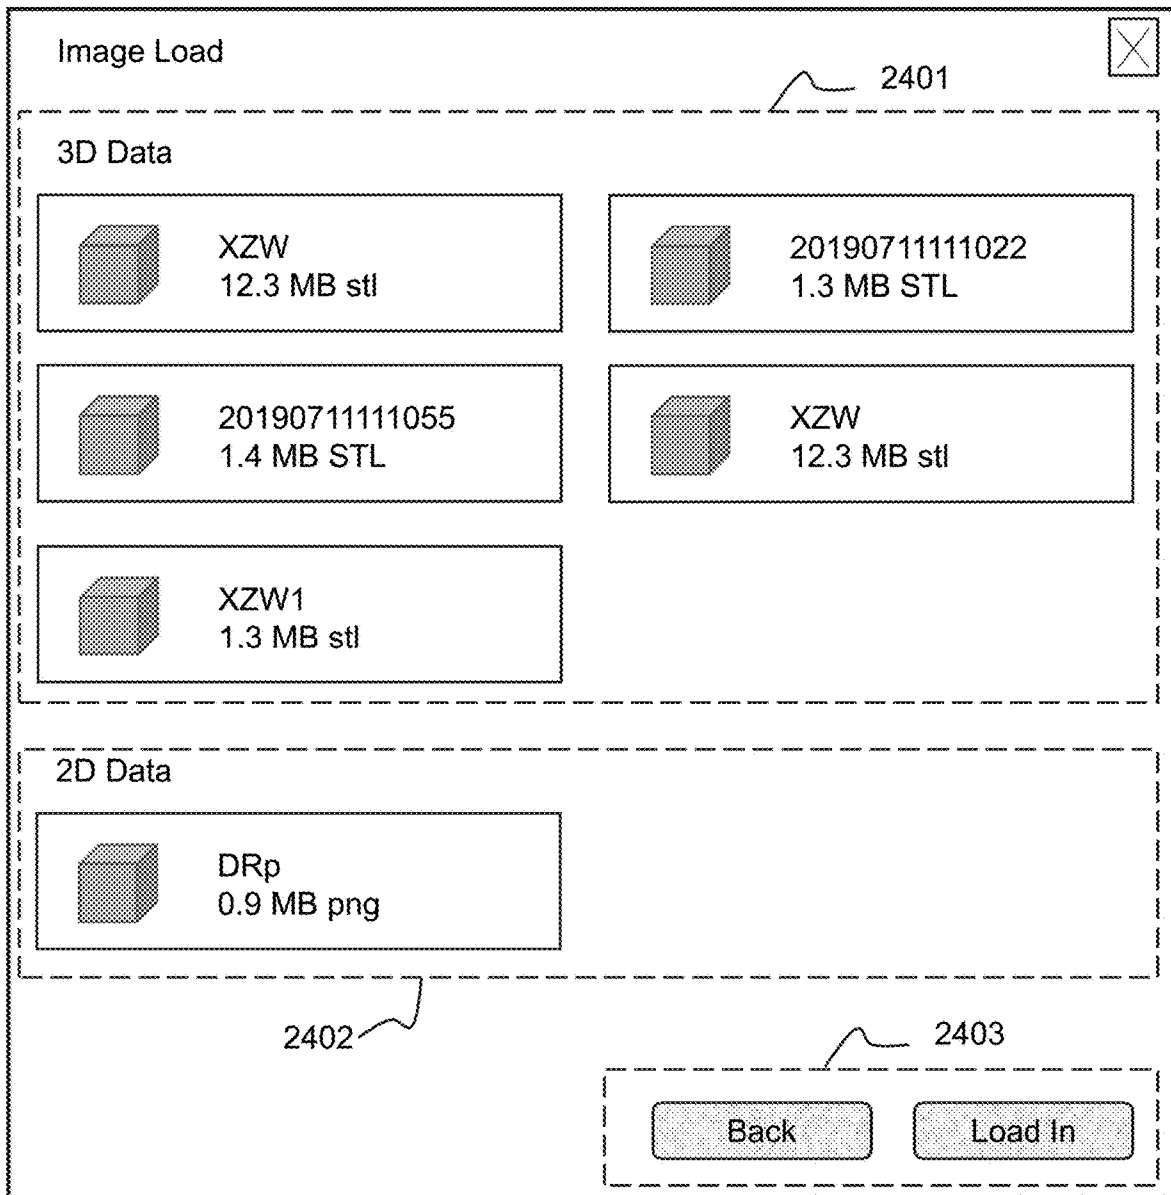 Image Load
2401
3D Data
XZW
12.3 MB stl
20190711111022
1.3 MB STL
20190711111055
1.4 MB STL
XZW
12.3 MB stl
XZW1
1.3 MB stl
2D Data
DRp
0.9 MB png
2402
2403
Back
Load In